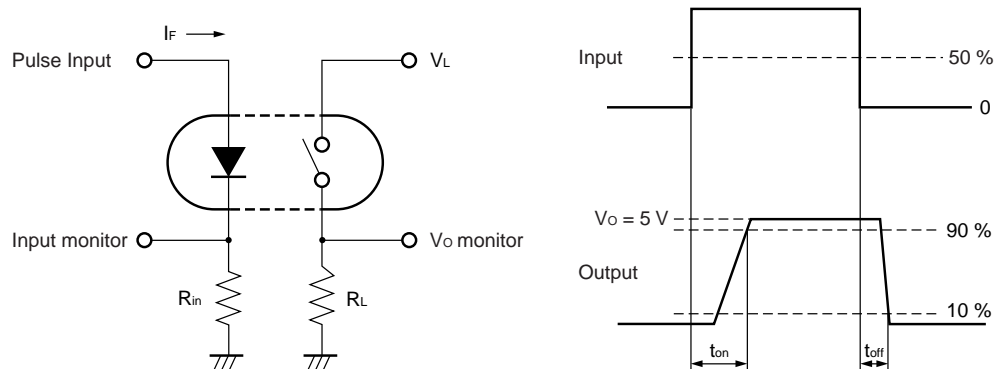 IF
Pulse Input
VL
Input monitor
VO monitor
Rin
RL
Input
50 %
0
VO = 5 V
90 %
Output
10 %
ton
toff